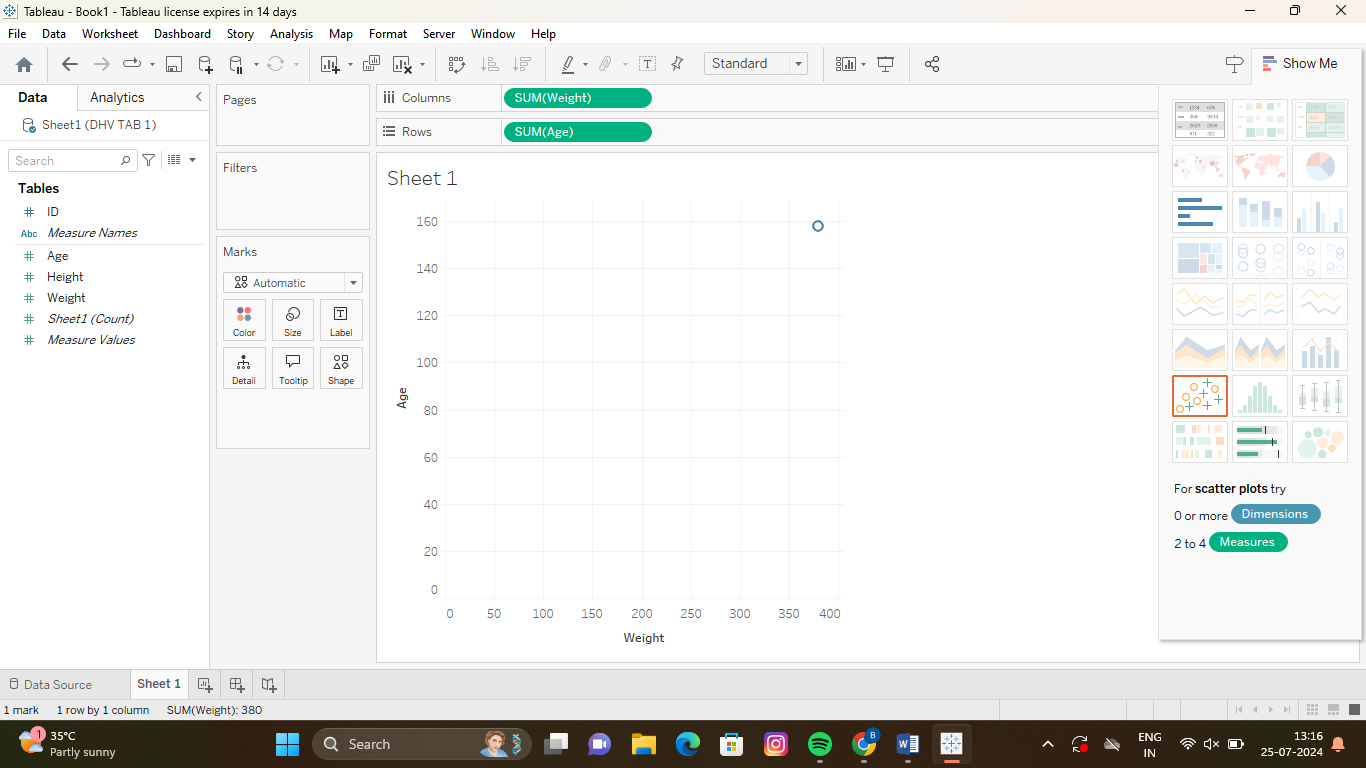 Tableau - Book1 - Tableau license expires in 14 days
File Data Worksheet Dashboard Story Analysis Map Format Server Window Help
Standard
Show Me
Data Analytics
Sheet1 (DHV TAB 1)
Search
Tables
ID
Abc Measure Names
Age
Height
Weight
Sheet1 (Count)
Measure Values
Pages
Filters
Marks
Automatic
Color Size Label
Detail Tooltip Shape
Columns SUM(Weight)
Rows SUM(Age)
Sheet 1
160
140
120
100
80
60
40
20
0
Age
0 50 100 150 200 250 300 350 400
Weight
For scatter plots try
0 or more Dimensions
2 to 4 Measures
Data Source Sheet 1
1 mark 1 row by 1 column SUM(Weight): 380
1
35°C
Partly sunny
Search
B
ENG
IN
13:16
25-07-2024